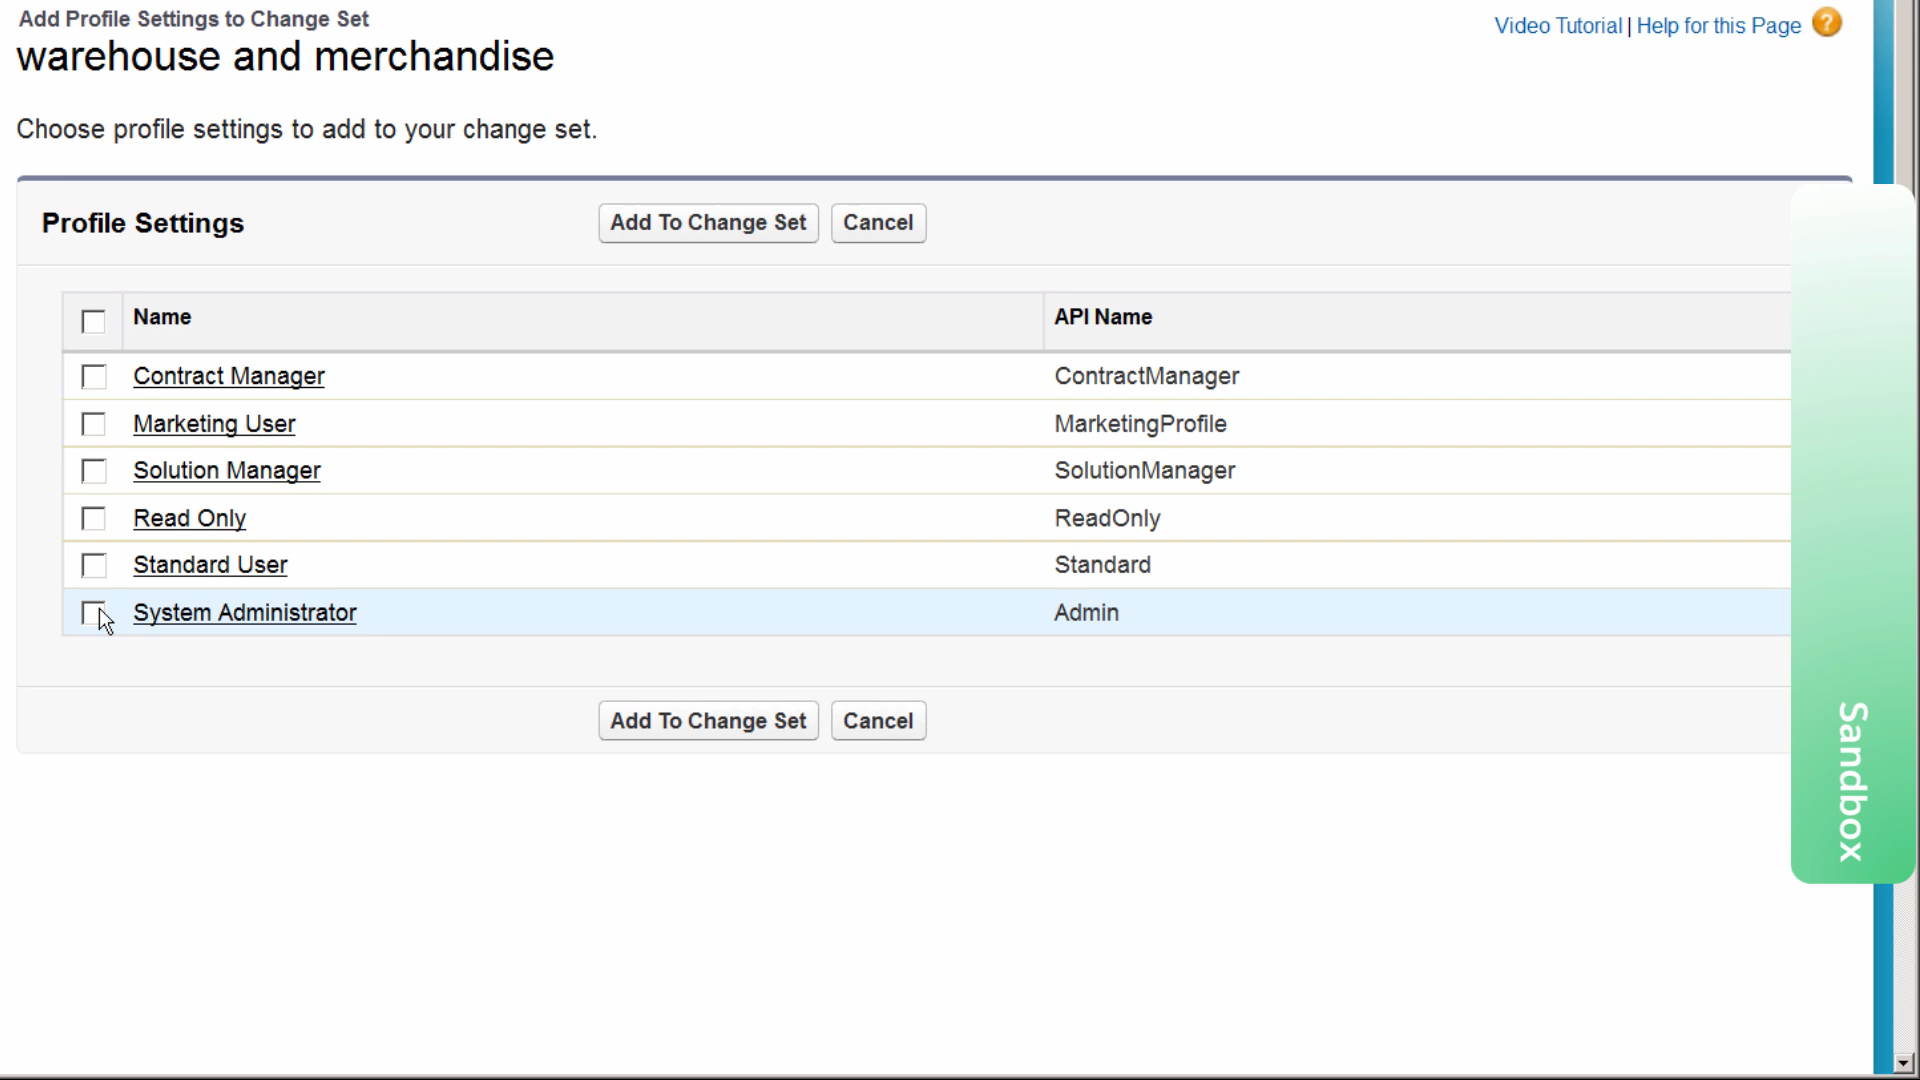 Add Profile Settings to Change Set
Video Tutorial | Help for this Page ?
warehouse and merchandise
Choose profile settings to add to your change set.
Profile Settings Add To Change Set Cancel
Name API Name
Contract Manager ContractManager
Marketing User MarketingProfile
Solution Manager SolutionManager
Read Only ReadOnly
Standard User Standard
System Administrator Admin
Add To Change Set Cancel
Sandbox